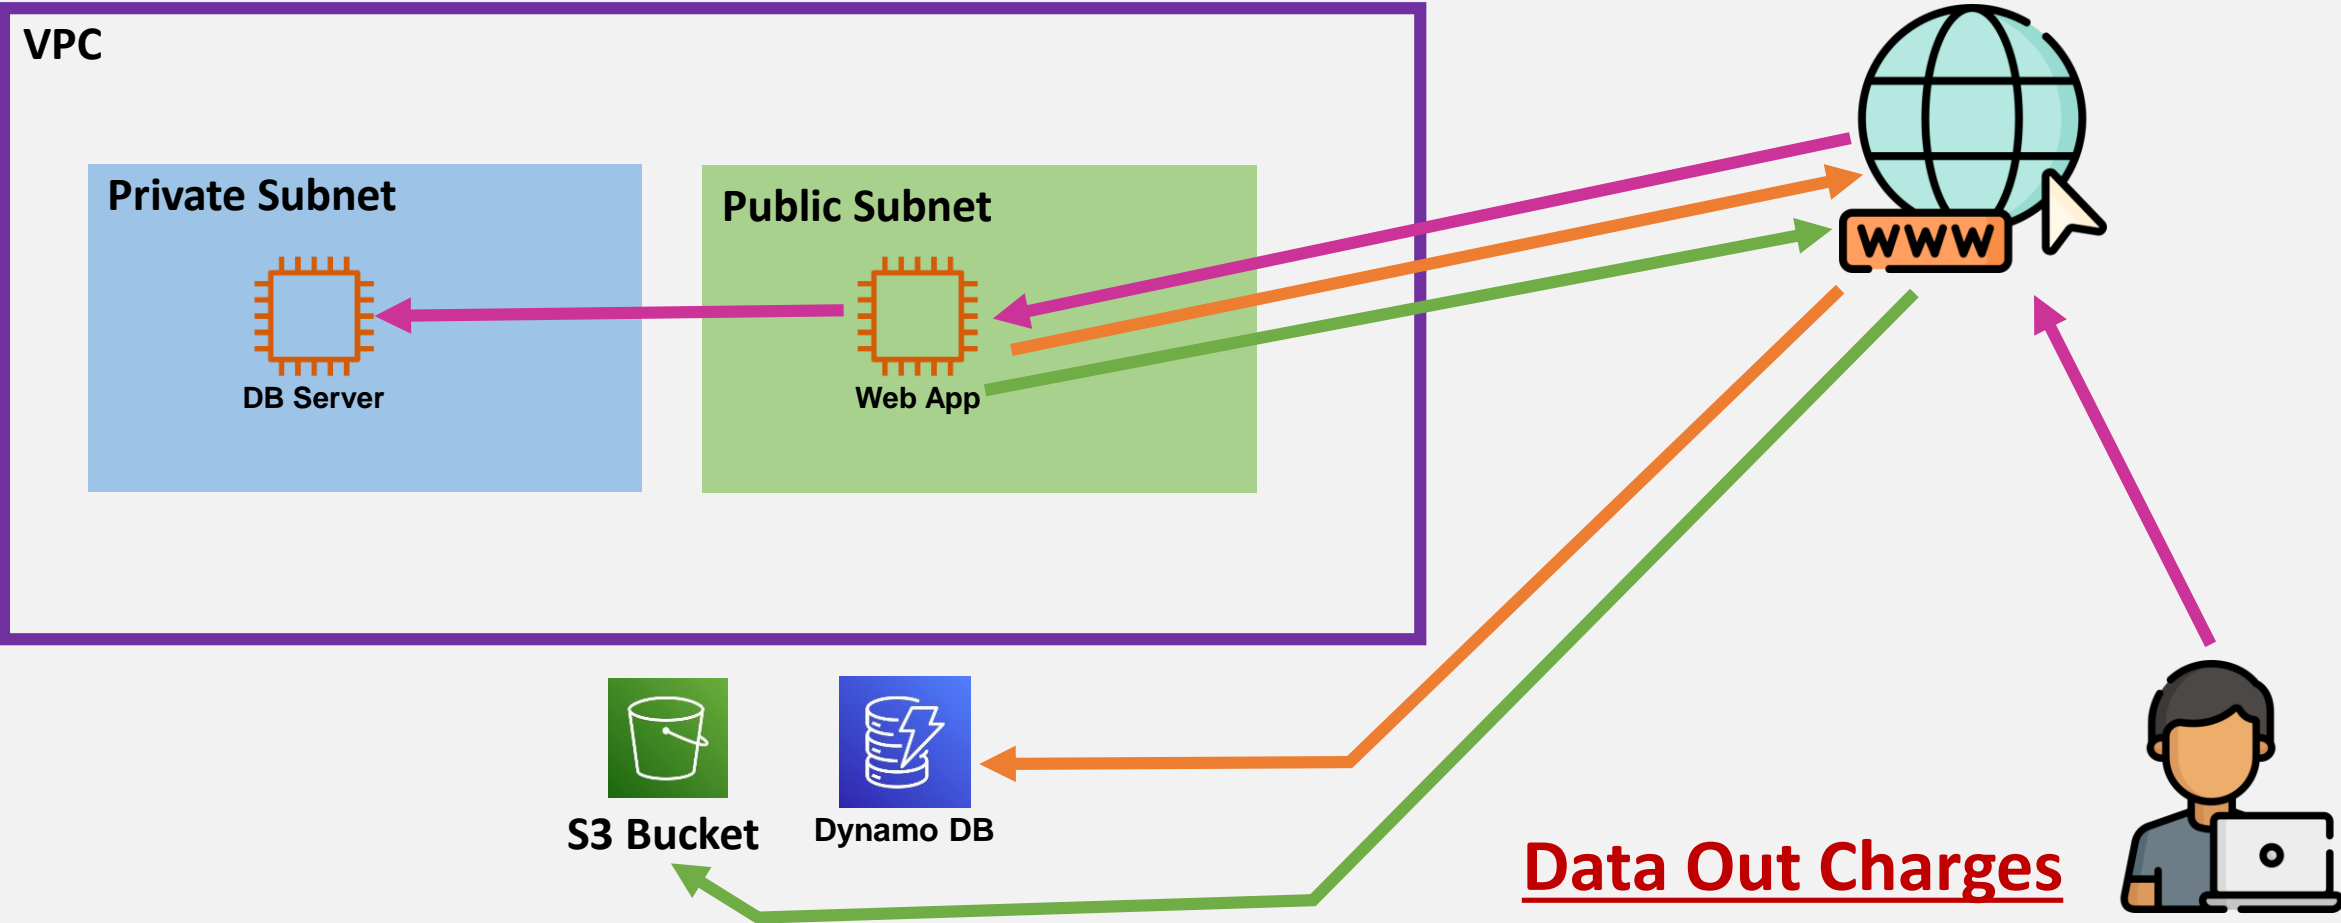 VPC
Private Subnet
Public Subnet
WWW
DB Server
Web App
S3 Bucket
Dynamo DB
Data Out Charges